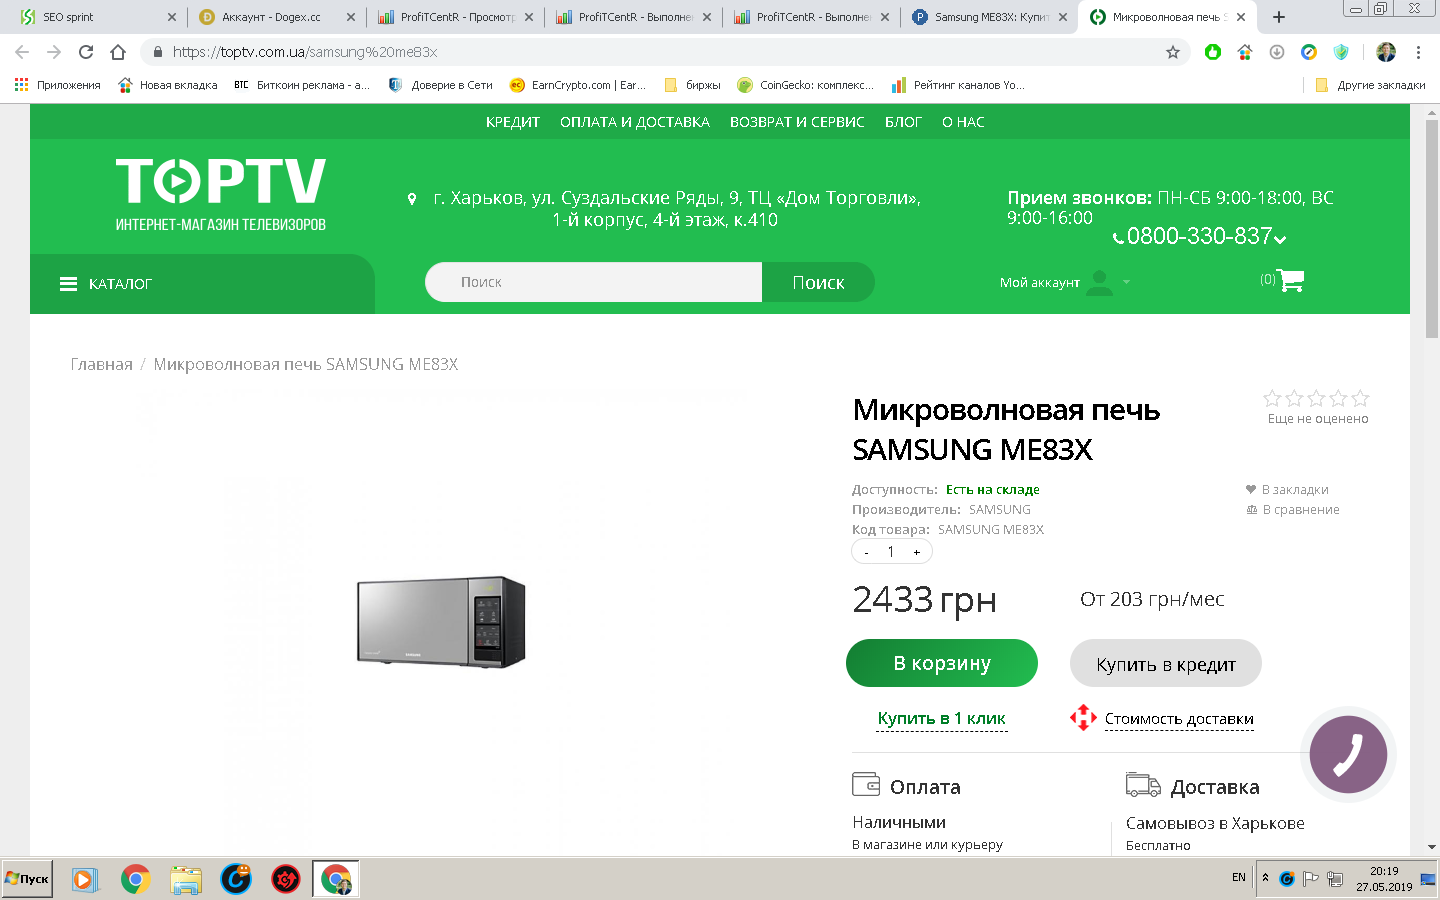 SEO sprint
Аккаунт - Dogex.cc
ProfiTCentR - Просмотр
ProfiTCentR - Выполнен
ProfiTCentR - Выполнен
Samsung ME83X: Купит
Микроволновая печь S
https://toptv.com.ua/samsung%20me83x
Приложения
Новая вкладка
BTC Биткоин реклама - а...
Доверие в Сети
EarnCrypto.com | Ear...
биржы
CoinGecko: комплекс...
Рейтинг каналов Yo...
Другие закладки
КРЕДИТ ОПЛАТА И ДОСТАВКА ВОЗВРАТ И СЕРВИС БЛОГ О НАС
TOPTV
ИНТЕРНЕТ-МАГАЗИН ТЕЛЕВИЗОРОВ
г. Харьков, ул. Суздальские Ряды, 9, ТЦ «Дом Торговли»,
1-й корпус, 4-й этаж, к.410
Прием звонков: ПН-СБ 9:00-18:00, ВС
9:00-16:00
0800-330-837
КАТАЛОГ
Поиск
Поиск
Мой аккаунт
(0)
Главная / Микроволновая печь SAMSUNG ME83X
Микроволновая печь
SAMSUNG ME83X
Еще не оценено
Доступность: Есть на складе
Производитель: SAMSUNG
Код товара: SAMSUNG ME83X
В закладки
В сравнение
- 1 +
2433 грн
От 203 грн/мес
В корзину
Купить в кредит
Купить в 1 клик
Стоимость доставки
Оплата
Наличными
В магазине или курьеру
Доставка
Самовывоз в Харькове
Бесплатно
Пуск
EN
20:19
27.05.2019